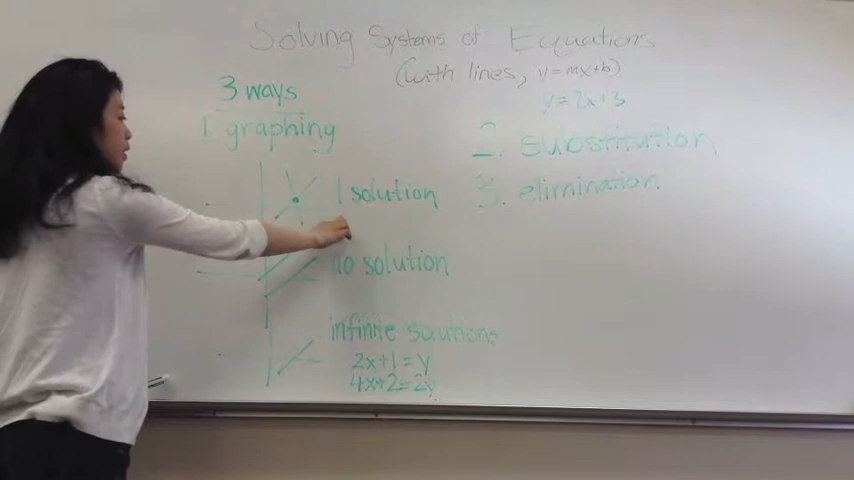 Solving Systems of Equations
(with lines, y=mx+b)
3 ways
y=2x+3
1. graphing
1 solution
no solution
infinite solutions
2x+1=y
4x+2=2y
2. substitution
3. elimination